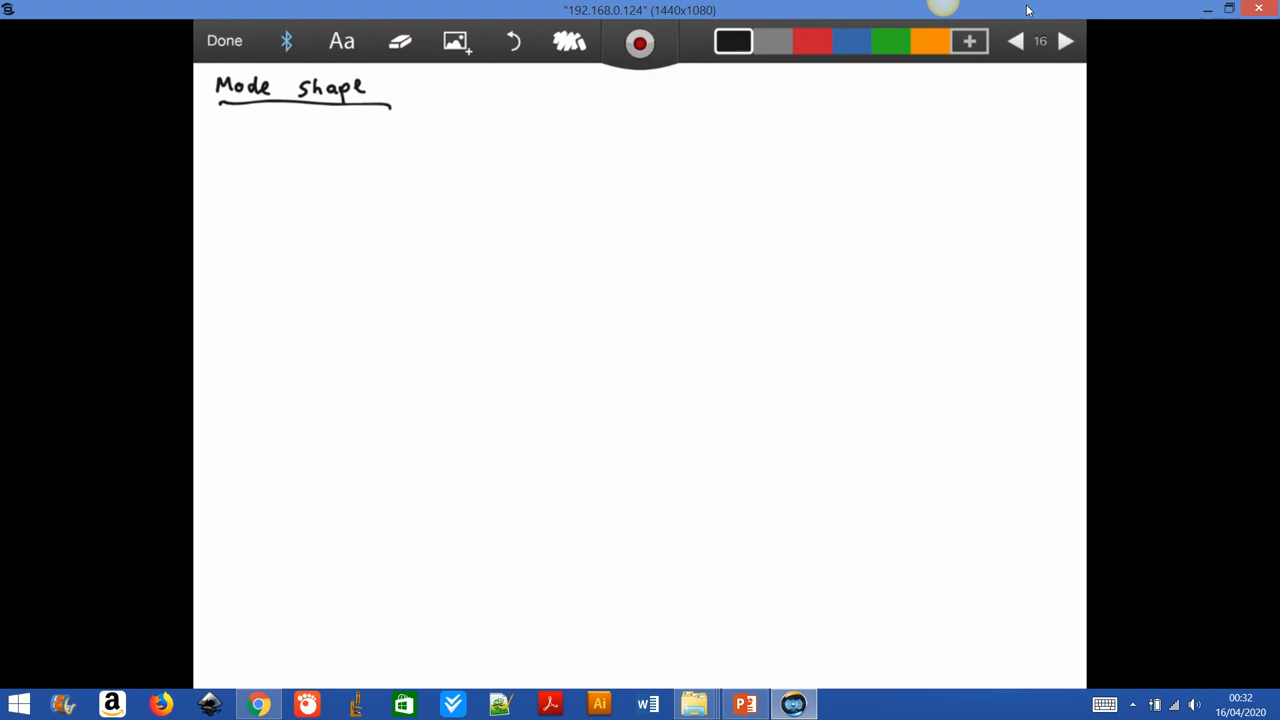 "192.168.0.124" (1440x1080)
Done Aa 16
Mode shape
00:32
16/04/2020